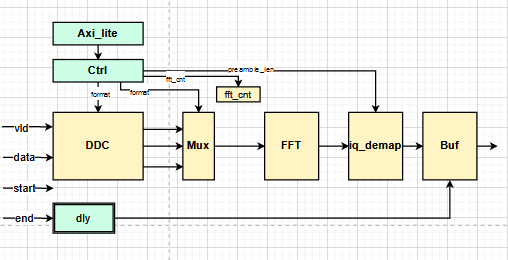 Axi_lite
Ctrl
preamble_len
fft_cnt
format
format
fft_cnt
vld
DDC
Mux
FFT
iq_demap
Buf
data
start
end
dly